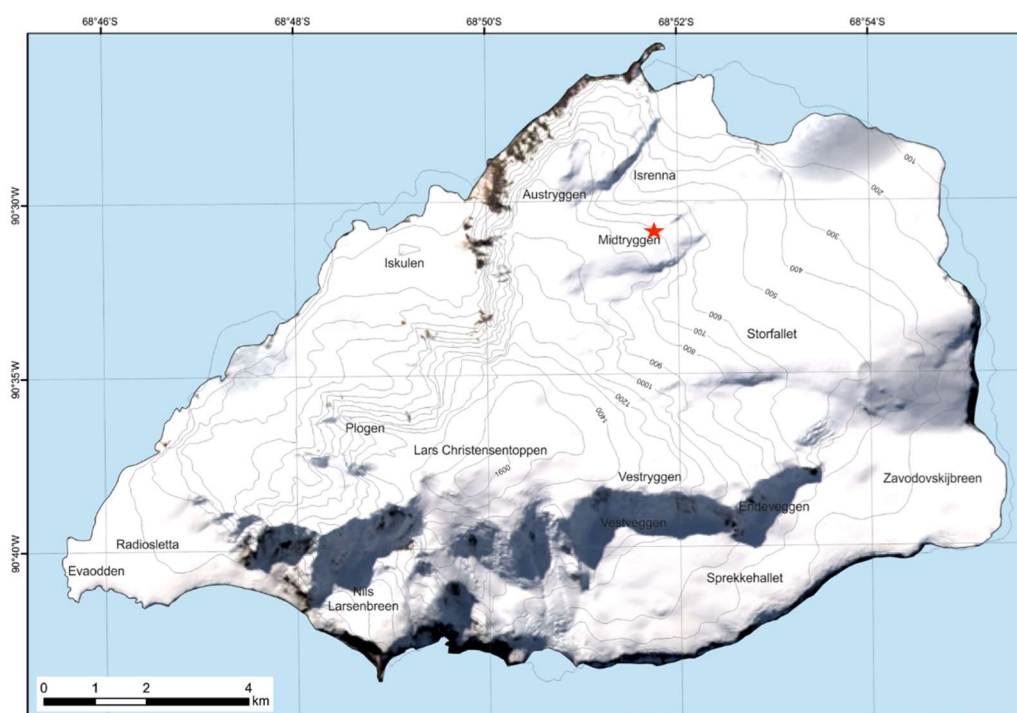 68°46'S 68°48'S 68°50'S 68°52'S 68°54'S
100
200
Isrenna
Austryggen
90°30'W
300
Midtryggen
Iskulen
400
500
600
Storfallet
700
800
900
90°35'W
1000
1200
1400
Plogen
Lars Christensentoppen
1600
Vestryggen
Zavodovskijbreen
Endeveggen
Vestveggen
Radiosletta
90°40'W
Evaodden
Sprekkehallet
Nils
Larsenbreen
0 1 2 4
km